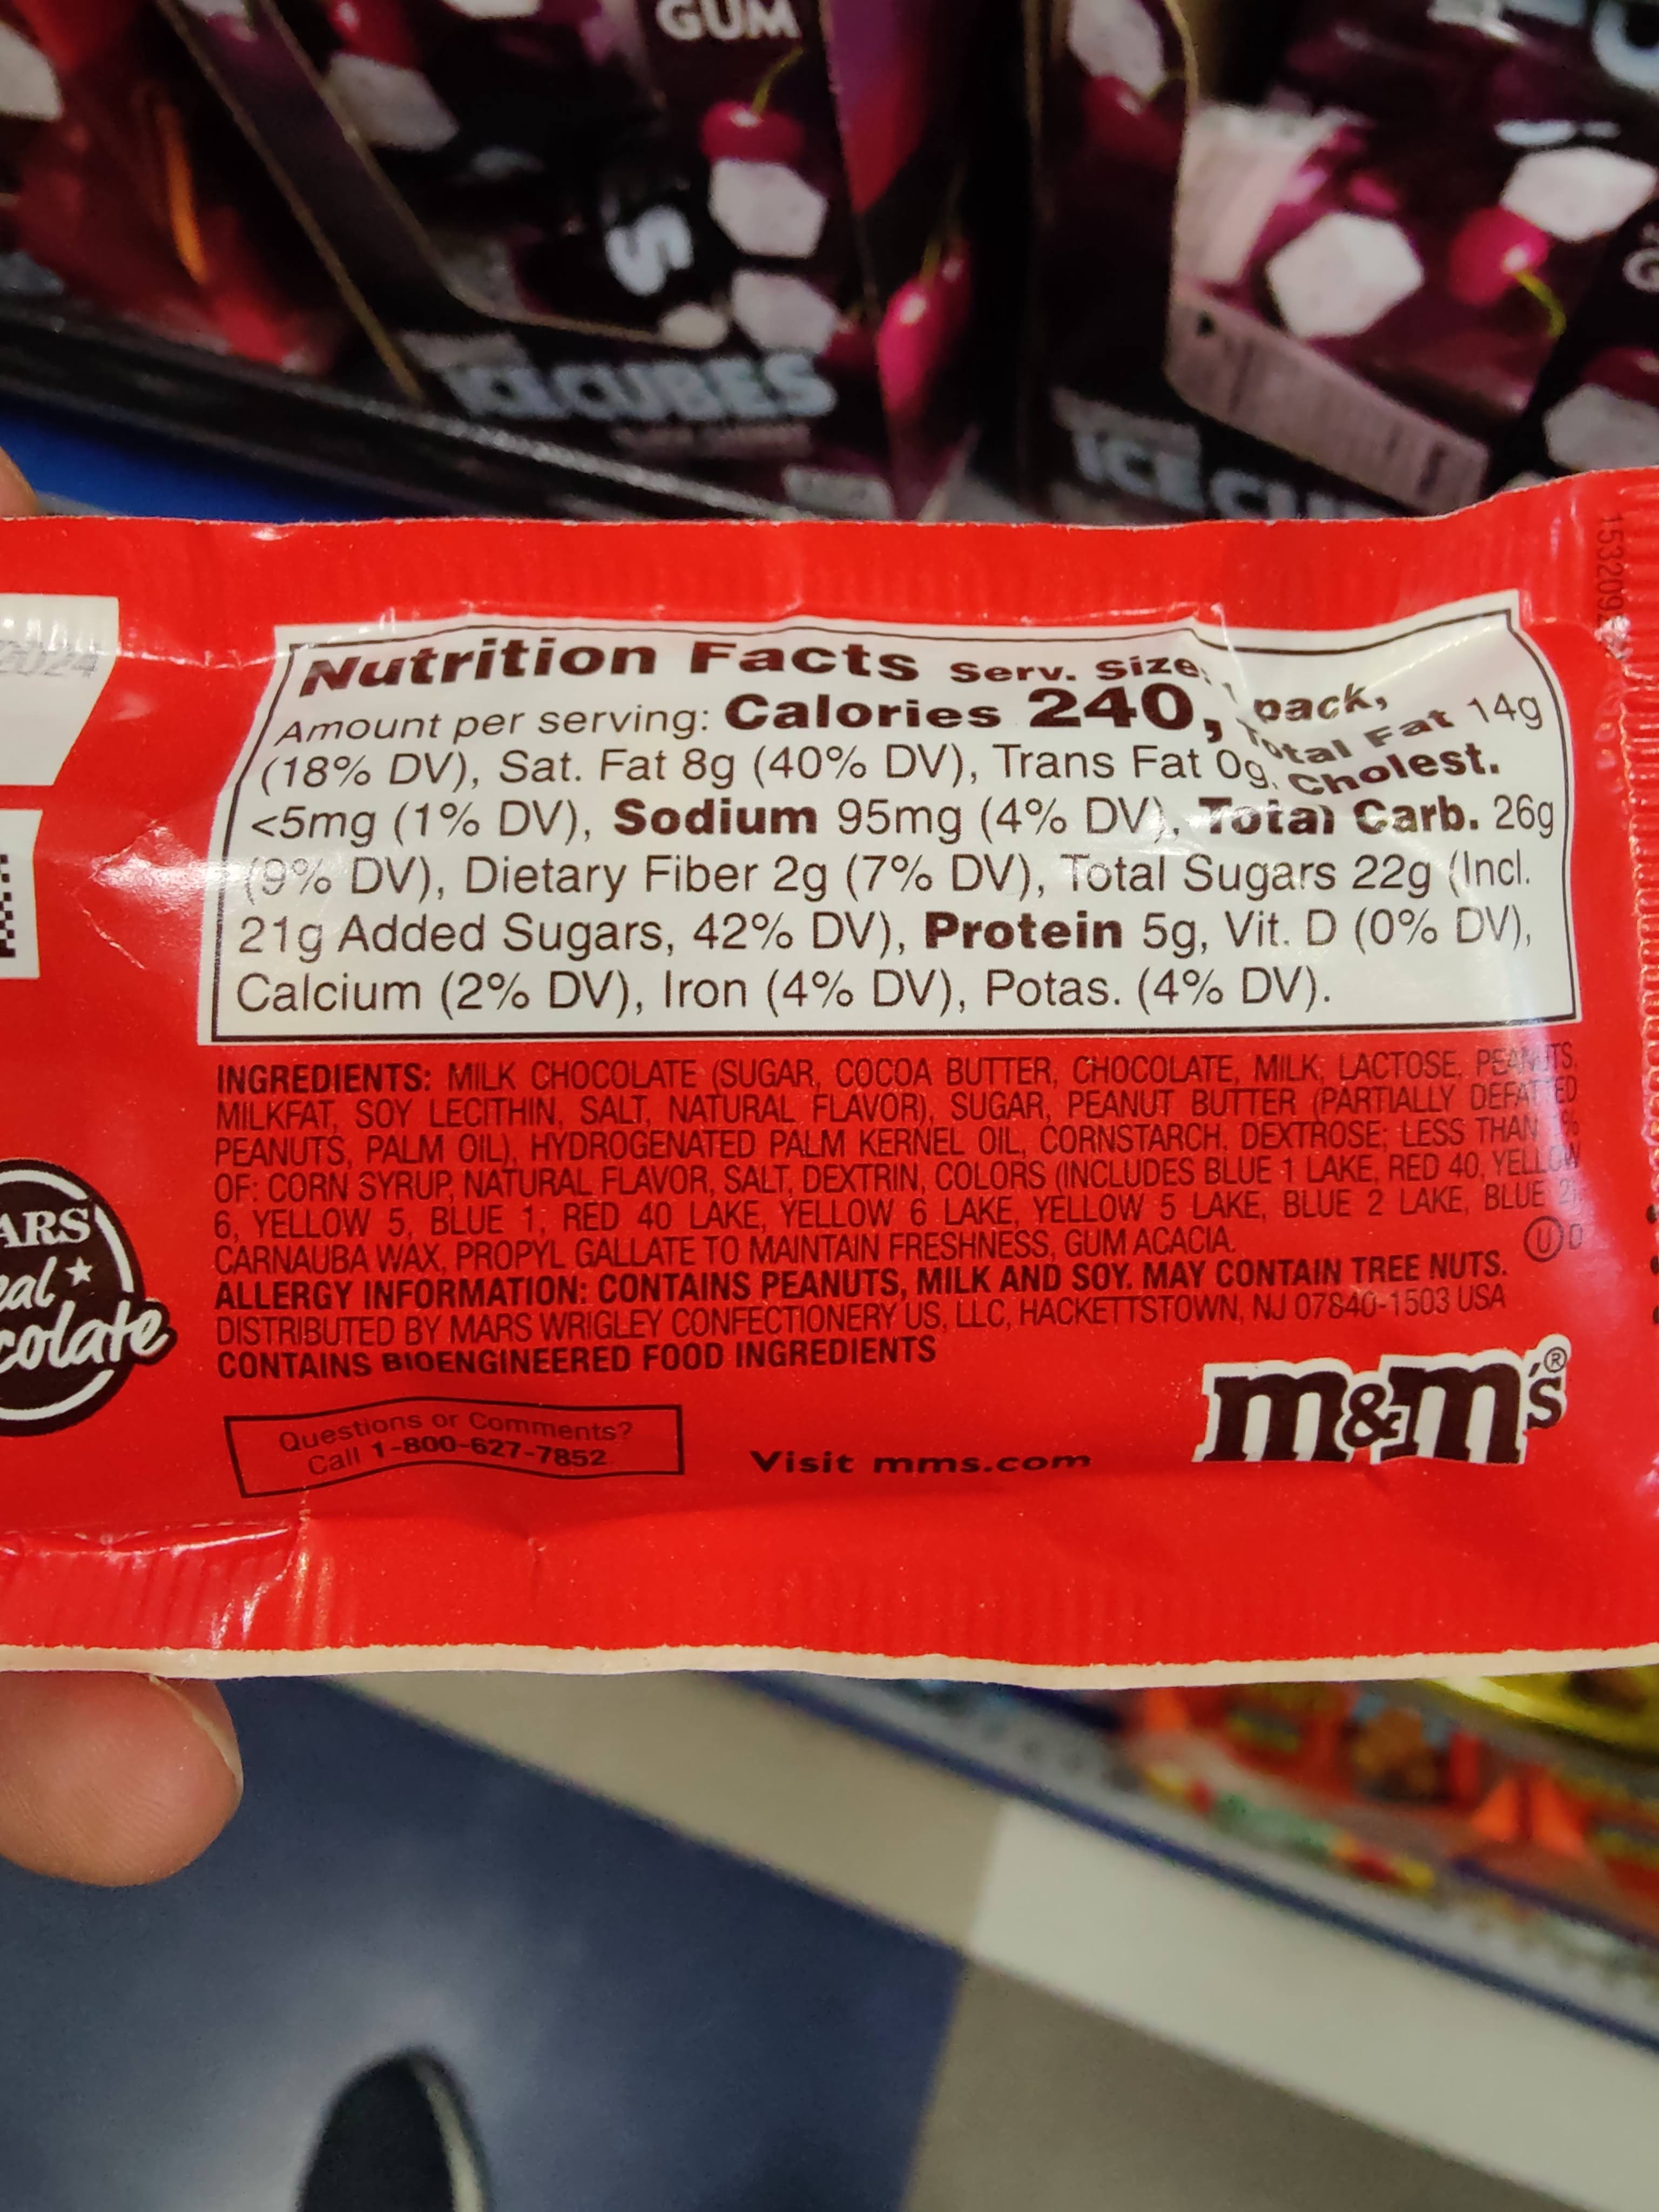 GUM
S
ICE CUBES
ICE CU
153209
2024
Nutrition Facts Serv. Size: 1 pack,
Amount per serving: Calories 240, Total Fat 14g
(18% DV), Sat. Fat 8g (40% DV), Trans Fat 0g, Cholest.
<5mg (1% DV), Sodium 95mg (4% DV), Total Carb. 26g
(9% DV), Dietary Fiber 2g (7% DV), Total Sugars 22g (Incl.
21g Added Sugars, 42% DV), Protein 5g, Vit. D (0% DV),
Calcium (2% DV), Iron (4% DV), Potas. (4% DV).
INGREDIENTS: MILK CHOCOLATE (SUGAR, COCOA BUTTER, CHOCOLATE, MILK, LACTOSE, PEANUTS,
MILKFAT, SOY LECITHIN, SALT, NATURAL FLAVOR), SUGAR, PEANUT BUTTER (PARTIALLY DEFATTED
PEANUTS, PALM OIL), HYDROGENATED PALM KERNEL OIL, CORNSTARCH, DEXTROSE; LESS THAN %
OF: CORN SYRUP, NATURAL FLAVOR, SALT, DEXTRIN, COLORS (INCLUDES BLUE 1 LAKE, RED 40, YELLOW
6, YELLOW 5, BLUE 1, RED 40 LAKE, YELLOW 6 LAKE, YELLOW 5 LAKE, BLUE 2 LAKE, BLUE 2)
CARNAUBA WAX, PROPYL GALLATE TO MAINTAIN FRESHNESS, GUM ACACIA.
U D
ALLERGY INFORMATION: CONTAINS PEANUTS, MILK AND SOY. MAY CONTAIN TREE NUTS.
DISTRIBUTED BY MARS WRIGLEY CONFECTIONERY US, LLC, HACKETTSTOWN, NJ 07840-1503 USA
CONTAINS BIOENGINEERED FOOD INGREDIENTS
ARS
eal
colate
Questions or Comments?
Call 1-800-627-7852
Visit mms.com
m&m's®